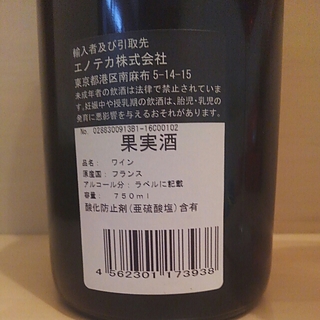 輸入者及び引取先
エノテカ株式会社
東京都港区南麻布 5-14-15
未成年者の飲酒は法律で禁止されています。
妊娠中や授乳期の飲酒は、胎児・乳児の
発育に悪影響を与えるおそれがあります。
No. 028830091381-16C00102
果実酒
品名： ワイン
原産国： フランス
アルコール分： ラベルに記載
容量： 750ml
酸化防止剤(亜硫酸塩)含有
4 562301 173938